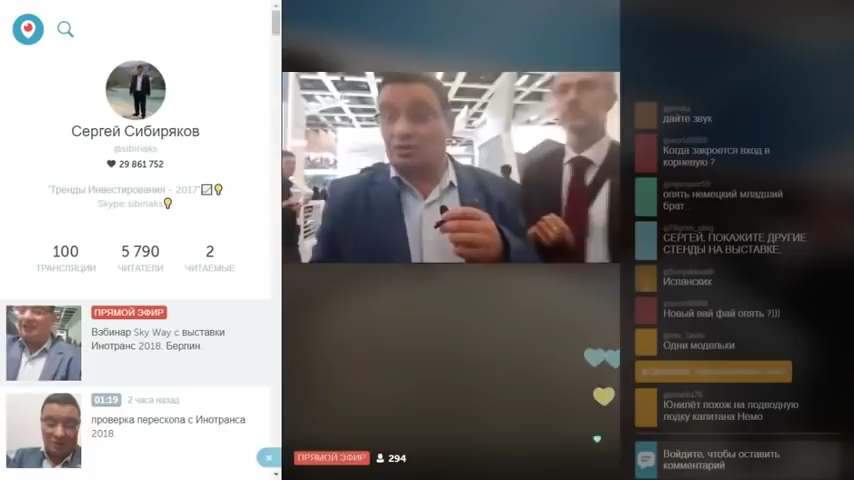 Сергей Сибиряков
@sibiriaks
29 861 752
"Тренды Инвестирования - 2017"
Skype:sibiriaks
100
5 790
2
ТРАНСЛЯЦИИ
ЧИТАТЕЛИ
ЧИТАЕМЫЕ
ПРЯМОЙ ЭФИР
Вэбинар Sky Way с выставки
Инотранс 2018. Берлин.
01:19
2 часа назад
проверка перескопа с Инотранса
2018.
ПРЯМОЙ ЭФИР
294
дайте звук
Когда закроется вход в
корневую ?
опять немецкий младший
брат..
СЕРГЕЙ. ПОКАЖИТЕ ДРУГИЕ
СТЕНДЫ НА ВЫСТАВКЕ.
Испанских
Новый вай фай опять ?)))
Одни модельки
Юнилёт похож на подводную
лодку капитана Немо
Войдите, чтобы оставить
комментарий